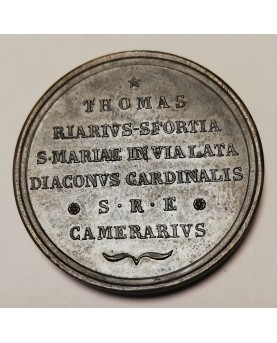 THOMAS
RIARIVS-SFORTIA
S·MARIAE IN VIA LATA
DIACONVS CARDINALIS
S · R · E
CAMERARIVS